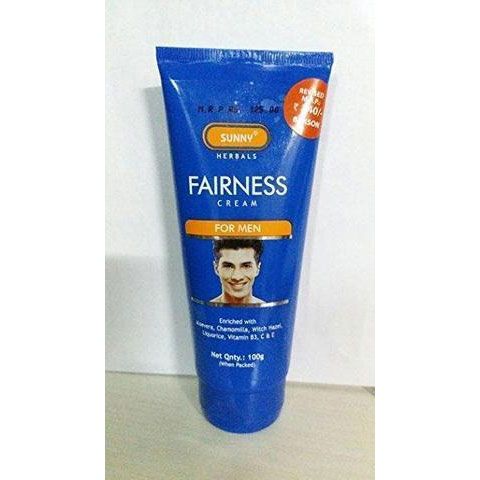 M.R.P RS. 125.00
REVISED
M.R.P.:
BAKSON
SUNNY®
HERBALS
FAIRNESS
CREAM
FOR MEN
Enriched with
Aloevera, Chamomilla, Witch Hazel,
Liquorice, Vitamin B3, C & E
Net Qnty.: 100g
(When Packed)